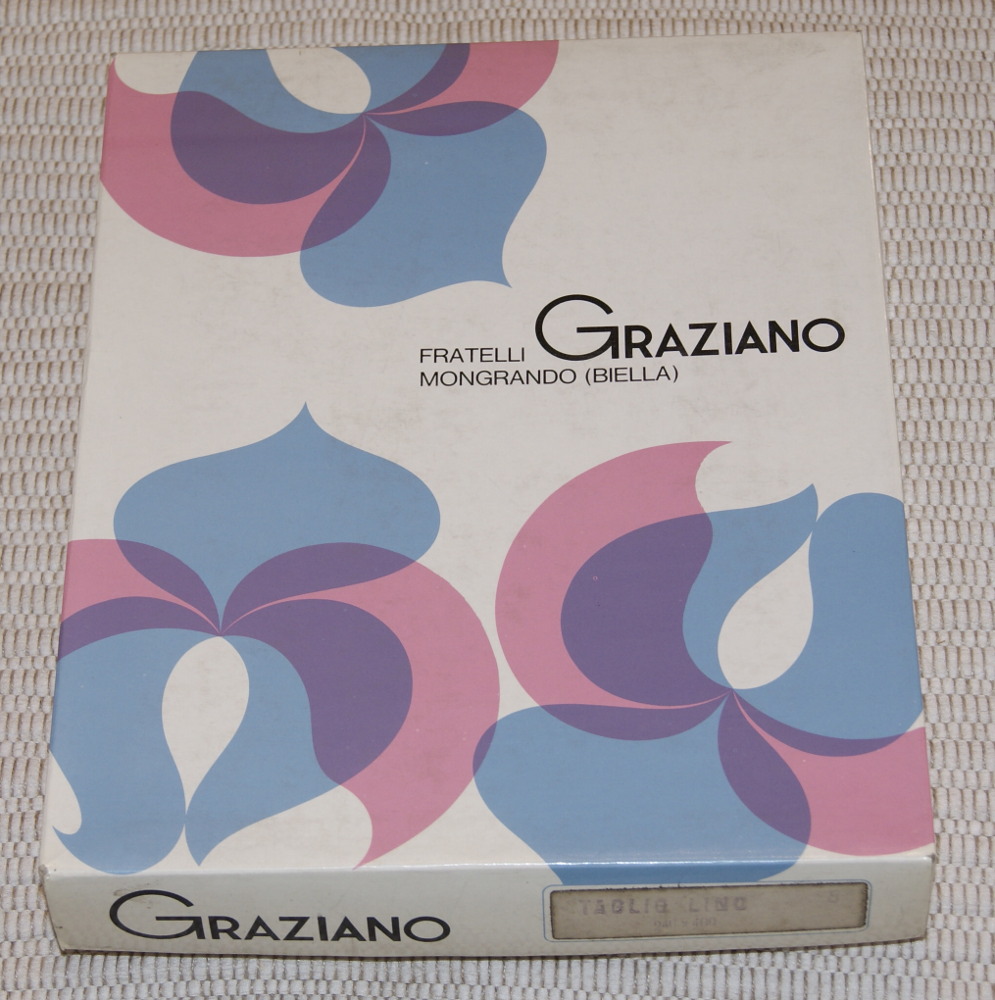 FRATELLI GRAZIANO
MONGRANDO (BIELLA)
GRAZIANO
TAGLIO LINO